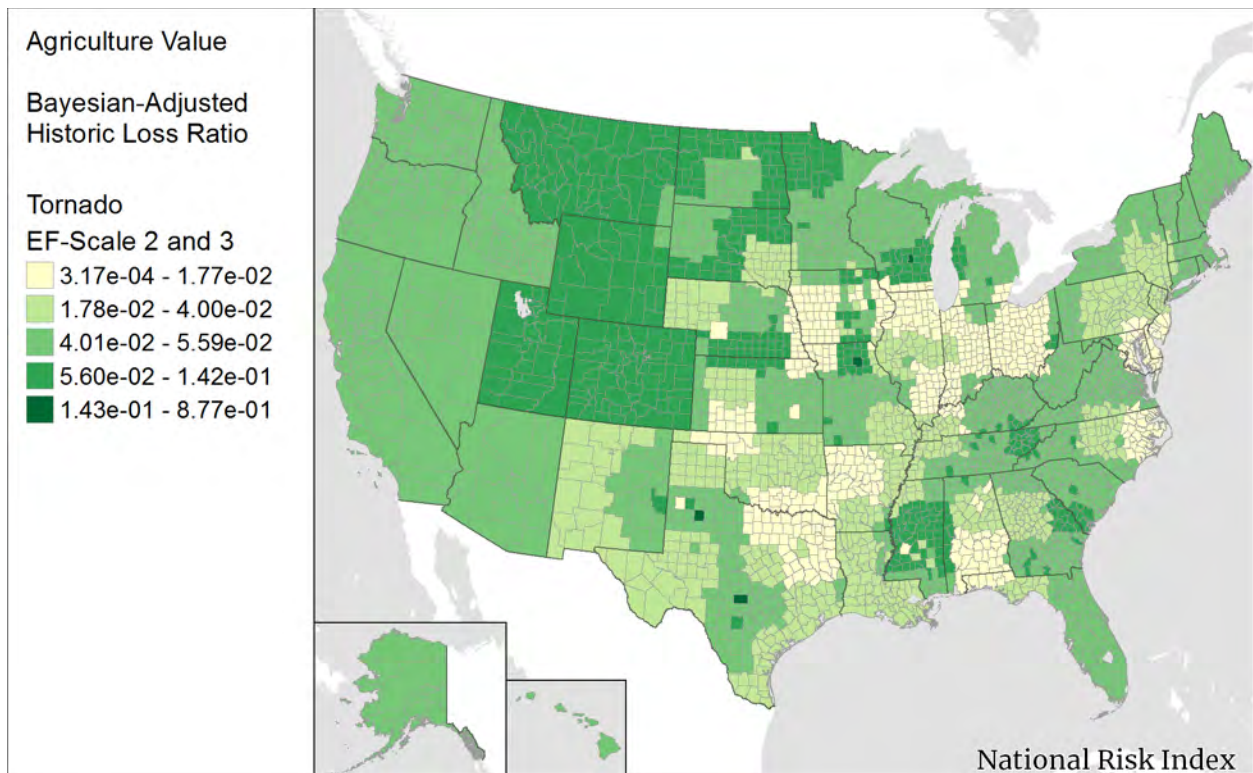 Agriculture Value
Bayesian-Adjusted
Historic Loss Ratio
Tornado
EF-Scale 2 and 3
3.17e-04 - 1.77e-02
1.78e-02 - 4.00e-02
4.01e-02 - 5.59e-02
5.60e-02 - 1.42e-01
1.43e-01 - 8.77e-01
National Risk Index